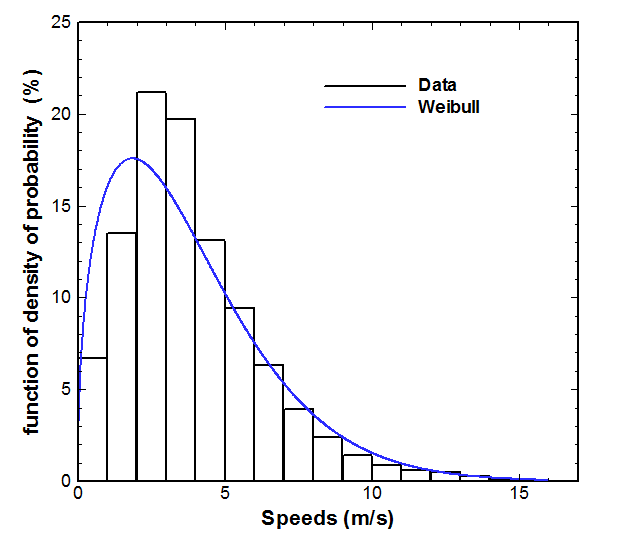 25
20
15
10
5
0
function of density of probability (%)
Data
Weibull
0 5 10 15
Speeds (m/s)